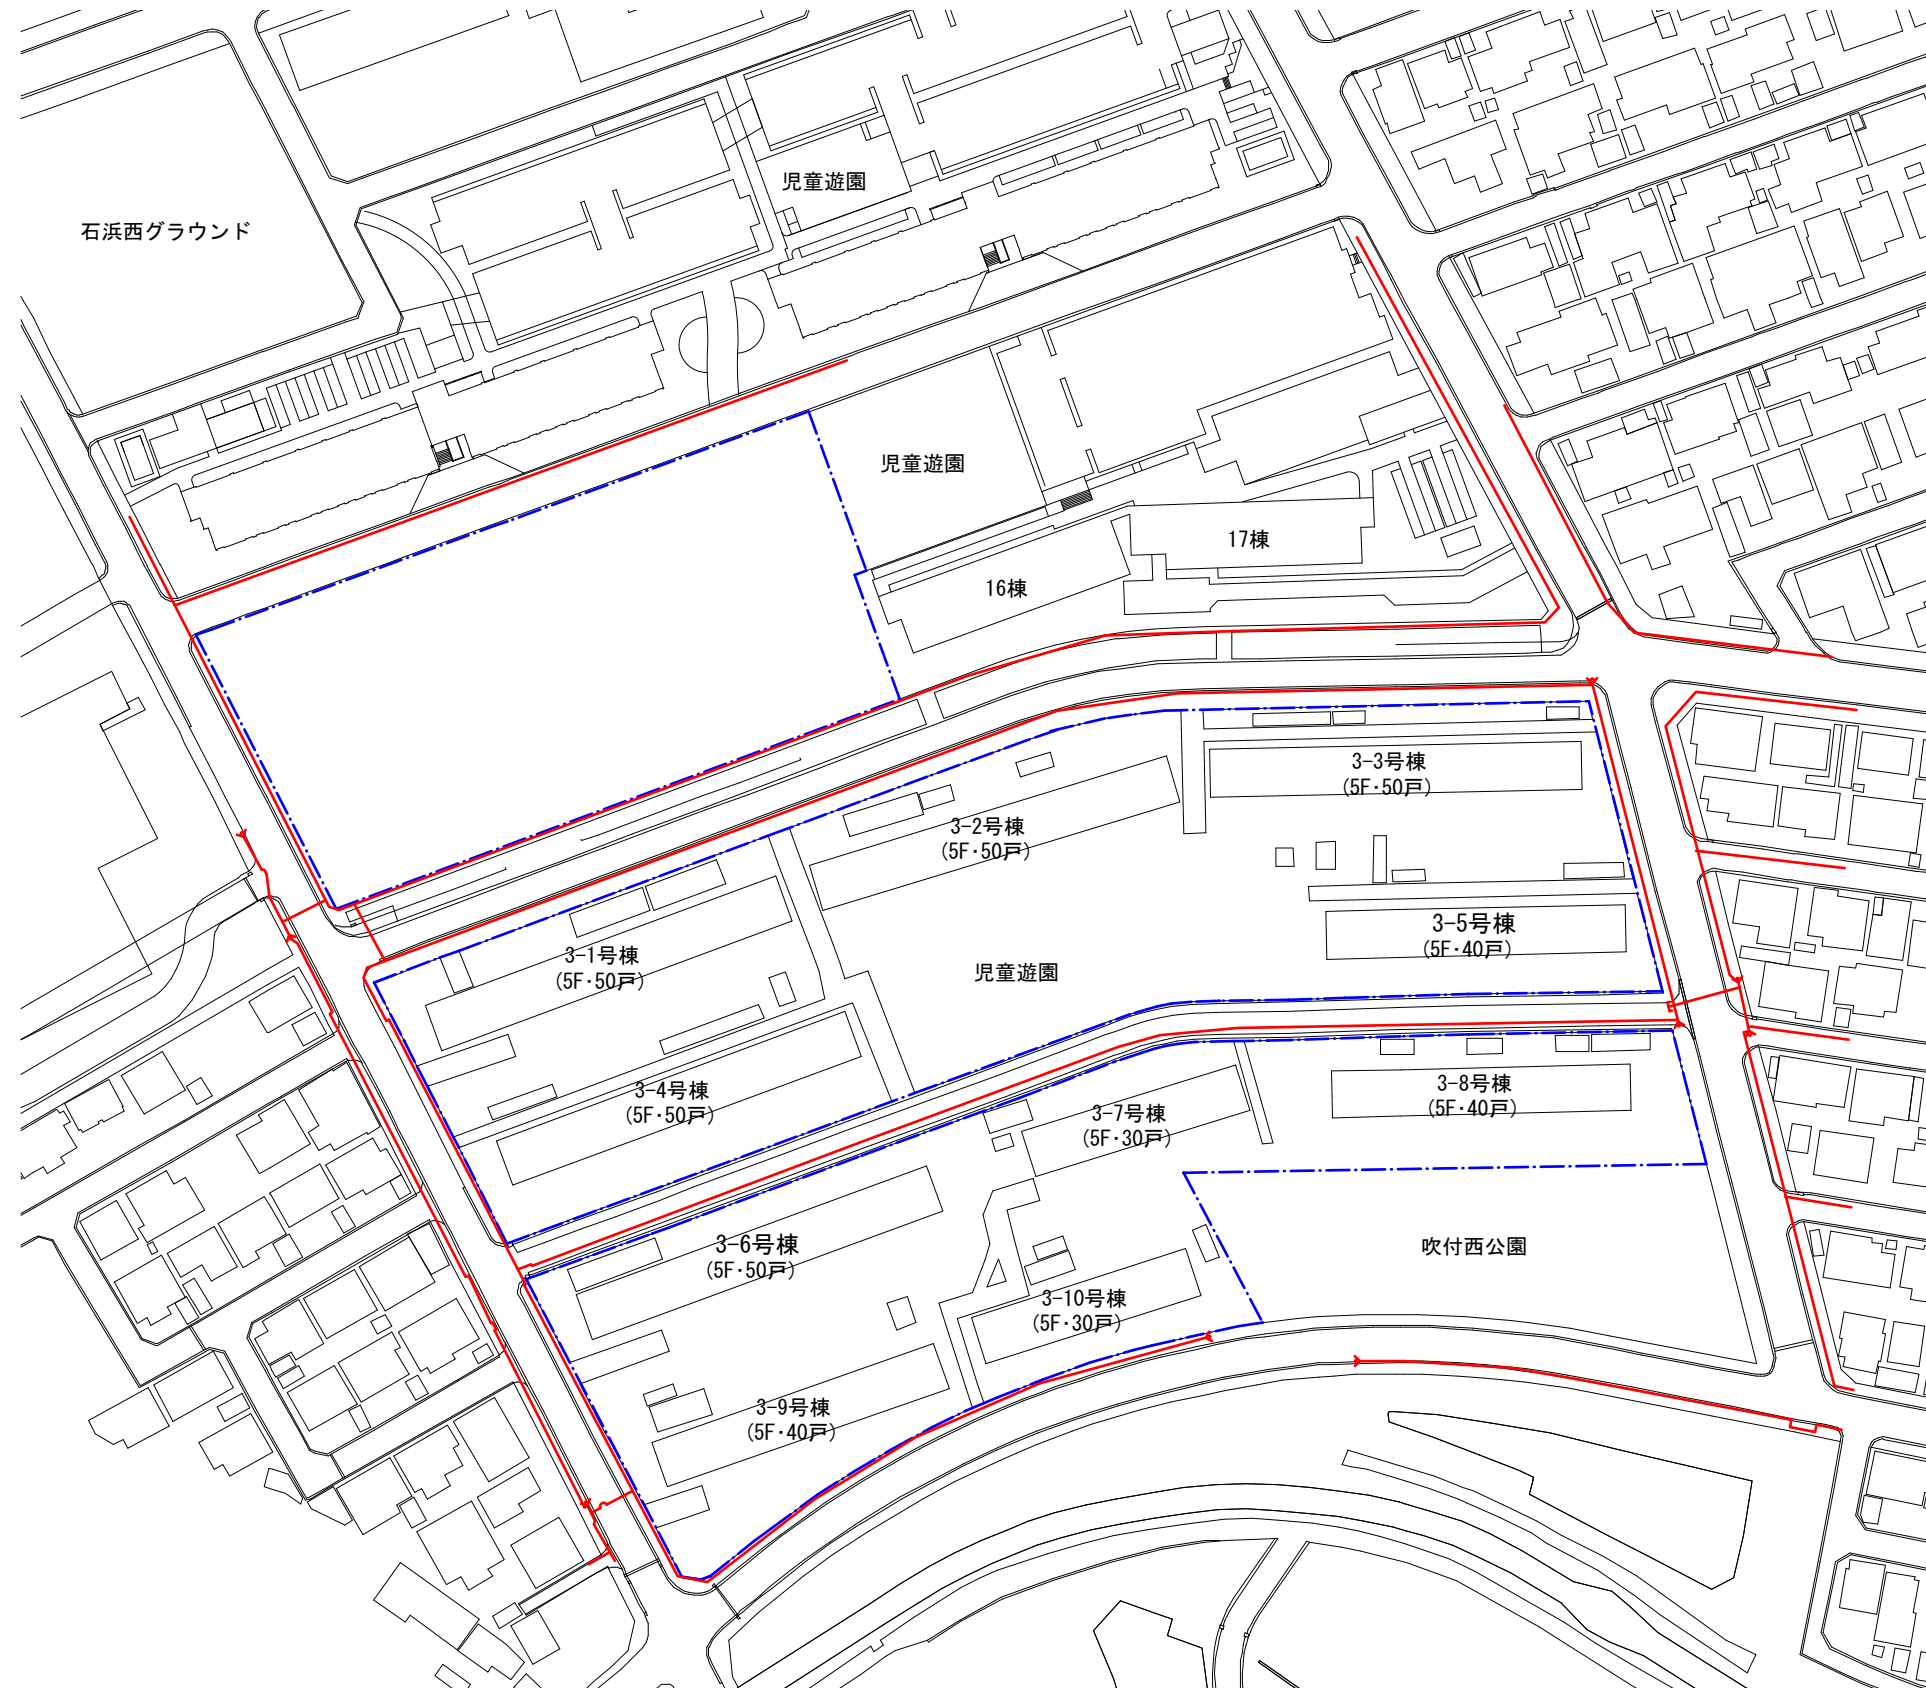 児童遊園
石浜西グラウンド
児童遊園
17棟
16棟
3-3号棟
(5F・50戸)
3-2号棟
(5F・50戸)
3-5号棟
(5F・40戸)
3-1号棟
(5F・50戸)
児童遊園
3-4号棟
(5F・50戸)
3-8号棟
(5F・40戸)
3-7号棟
(5F・30戸)
3-6号棟
(5F・50戸)
吹付西公園
3-10号棟
(5F・30戸)
3-9号棟
(5F・40戸)